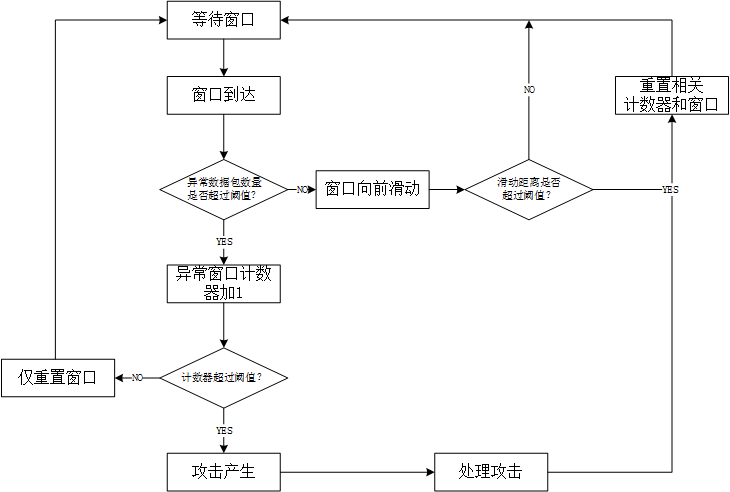 等待窗口
窗口到达
重置相关
计数器和窗口
NO
异常数据包数量
是否超过阈值？
NO
窗口向前滑动
滑动距离是否
超过阈值？
YES
YES
异常窗口计数
器加1
仅重置窗口
NO
计数器超过阈值？
YES
攻击产生
处理攻击